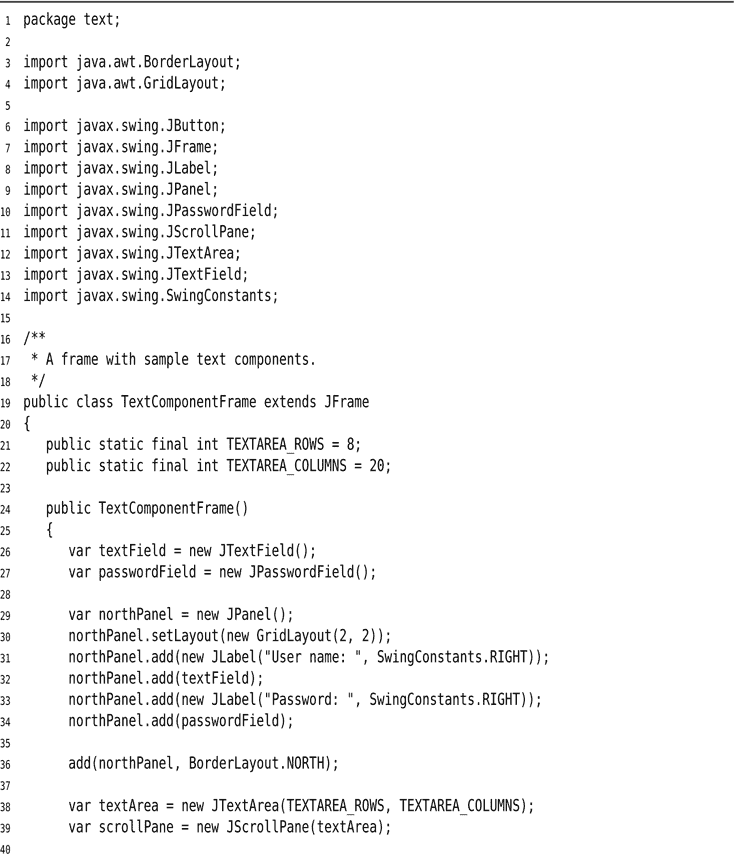 1 package text;
2
3 import java.awt.BorderLayout;
4 import java.awt.GridLayout;
5
6 import javax.swing.JButton;
7 import javax.swing.JFrame;
8 import javax.swing.JLabel;
9 import javax.swing.JPanel;
10 import javax.swing.JPasswordField;
11 import javax.swing.JScrollPane;
12 import javax.swing.JTextArea;
13 import javax.swing.JTextField;
14 import javax.swing.SwingConstants;
15
16 /**
17  * A frame with sample text components.
18  */
19 public class TextComponentFrame extends JFrame
20 {
21    public static final int TEXTAREA_ROWS = 8;
22    public static final int TEXTAREA_COLUMNS = 20;
23
24    public TextComponentFrame()
25    {
26       var textField = new JTextField();
27       var passwordField = new JPasswordField();
28
29       var northPanel = new JPanel();
30       northPanel.setLayout(new GridLayout(2, 2));
31       northPanel.add(new JLabel("User name: ", SwingConstants.RIGHT));
32       northPanel.add(textField);
33       northPanel.add(new JLabel("Password: ", SwingConstants.RIGHT));
34       northPanel.add(passwordField);
35
36       add(northPanel, BorderLayout.NORTH);
37
38       var textArea = new JTextArea(TEXTAREA_ROWS, TEXTAREA_COLUMNS);
39       var scrollPane = new JScrollPane(textArea);
40